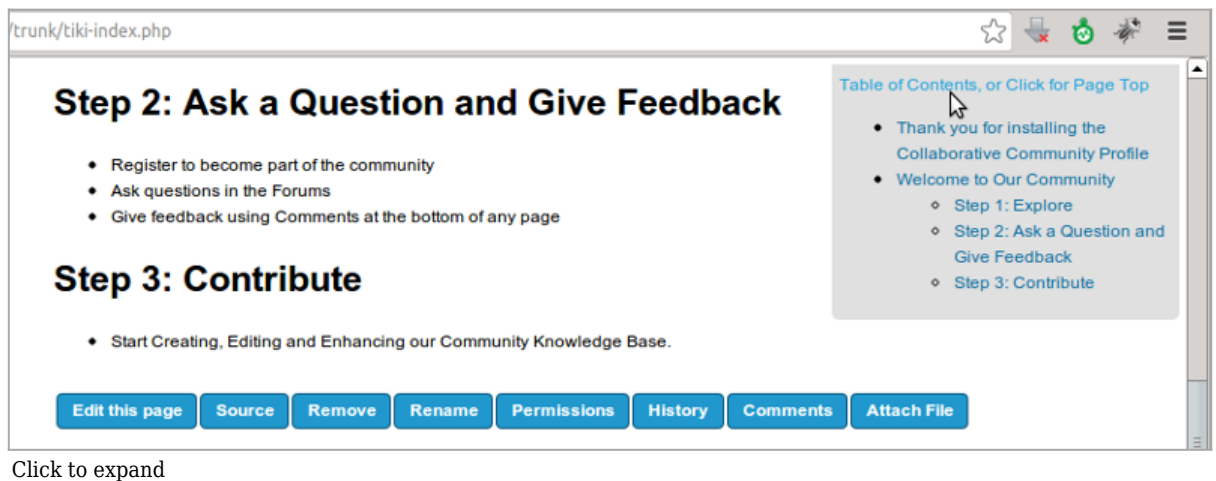 /trunk/tiki-index.php
Step 2: Ask a Question and Give Feedback
Register to become part of the community
Ask questions in the Forums
Give feedback using Comments at the bottom of any page
Step 3: Contribute
Start Creating, Editing and Enhancing our Community Knowledge Base.
Edit this page Source Remove Rename Permissions History Comments Attach File
Table of Contents, or Click for Page Top
Thank you for installing the
Collaborative Community Profile
Welcome to Our Community
Step 1: Explore
Step 2: Ask a Question and
Give Feedback
Step 3: Contribute
Click to expand